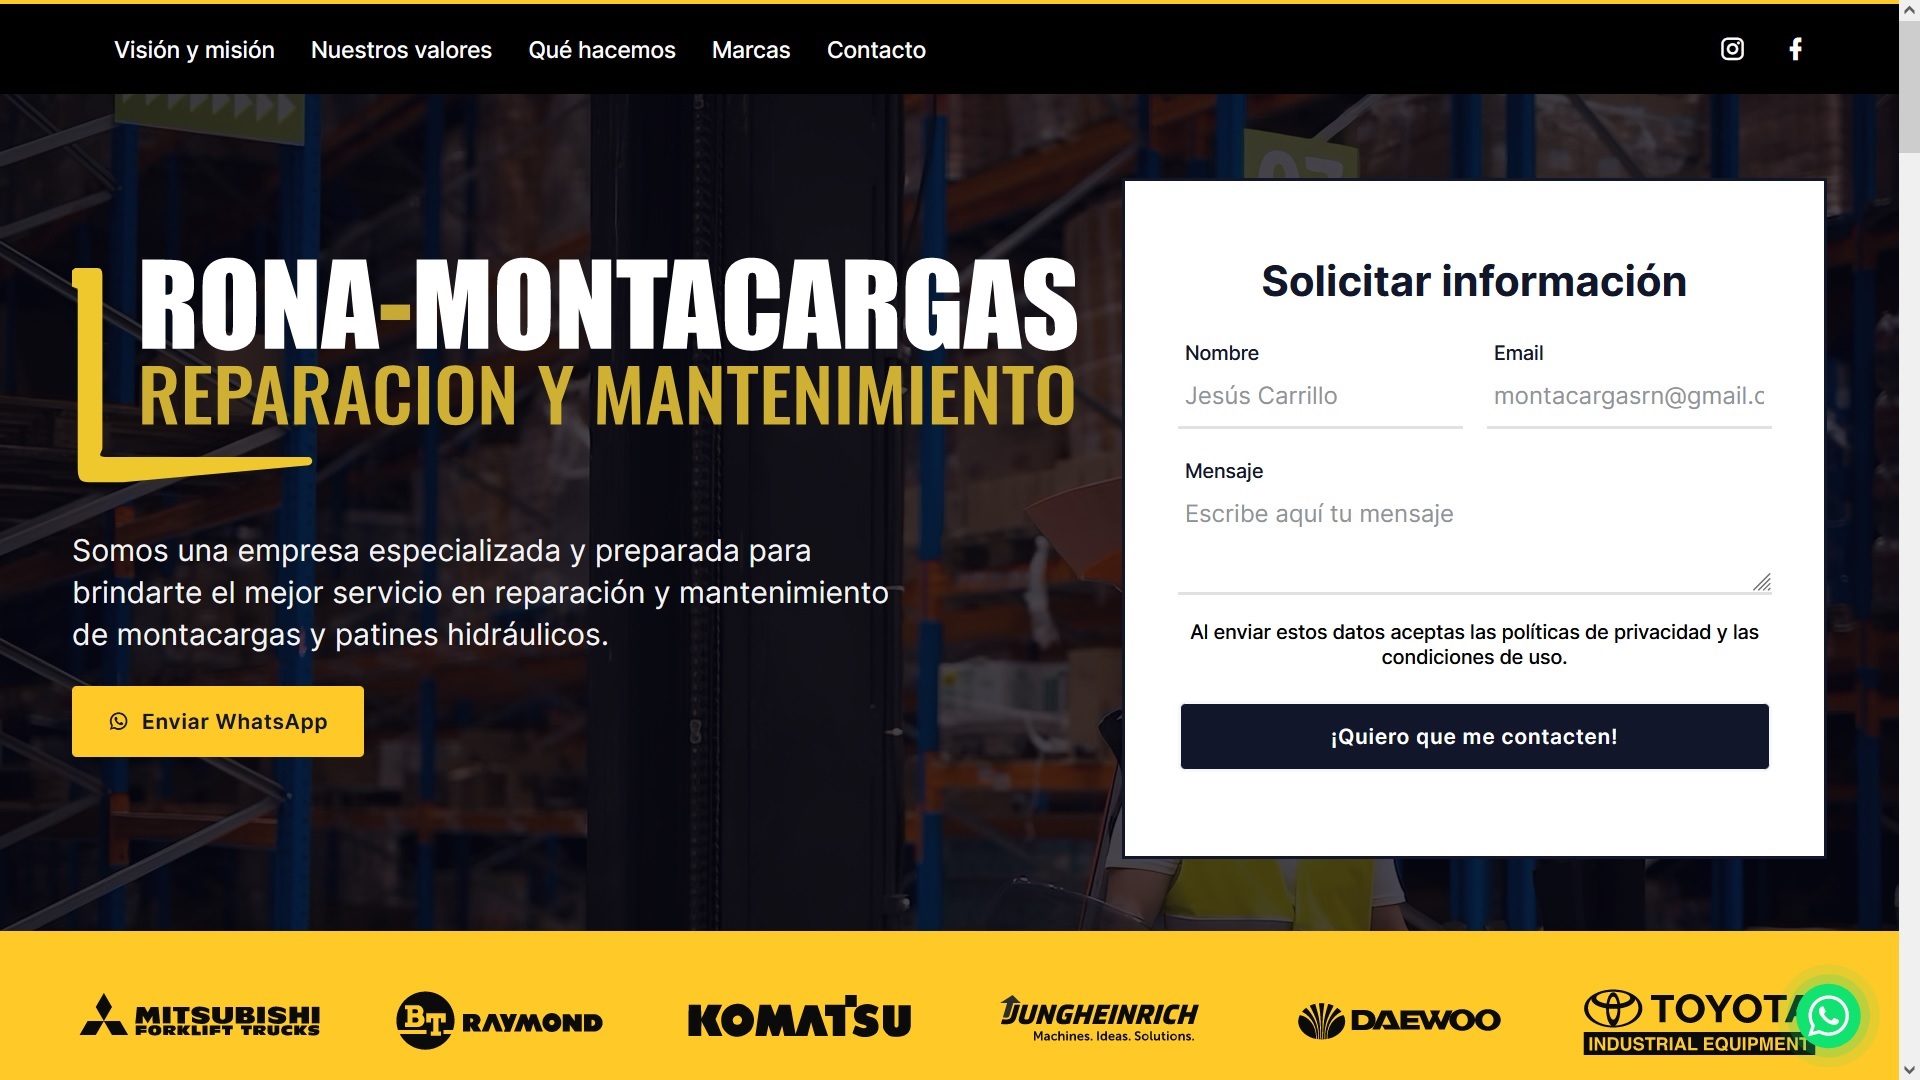 Visión y misión
Nuestros valores
Qué hacemos
Marcas
Contacto
07
RONA-MONTACARGAS
REPARACION Y MANTENIMIENTO
Somos una empresa especializada y preparada para
brindarte el mejor servicio en reparación y mantenimiento
de montacargas y patines hidráulicos.
Enviar WhatsApp
Solicitar información
Nombre
Email
Jesús Carrillo
montacargasrn@gmail.c
Mensaje
Escribe aquí tu mensaje
Al enviar estos datos aceptas las políticas de privacidad y las
condiciones de uso.
¡Quiero que me contacten!
MITSUBISHI
FORKLIFT TRUCKS
BT RAYMOND
KOMATSU
JUNGHEINRICH
Machines. Ideas. Solutions.
DAEWOO
TOYOTA
INDUSTRIAL EQUIPMENT